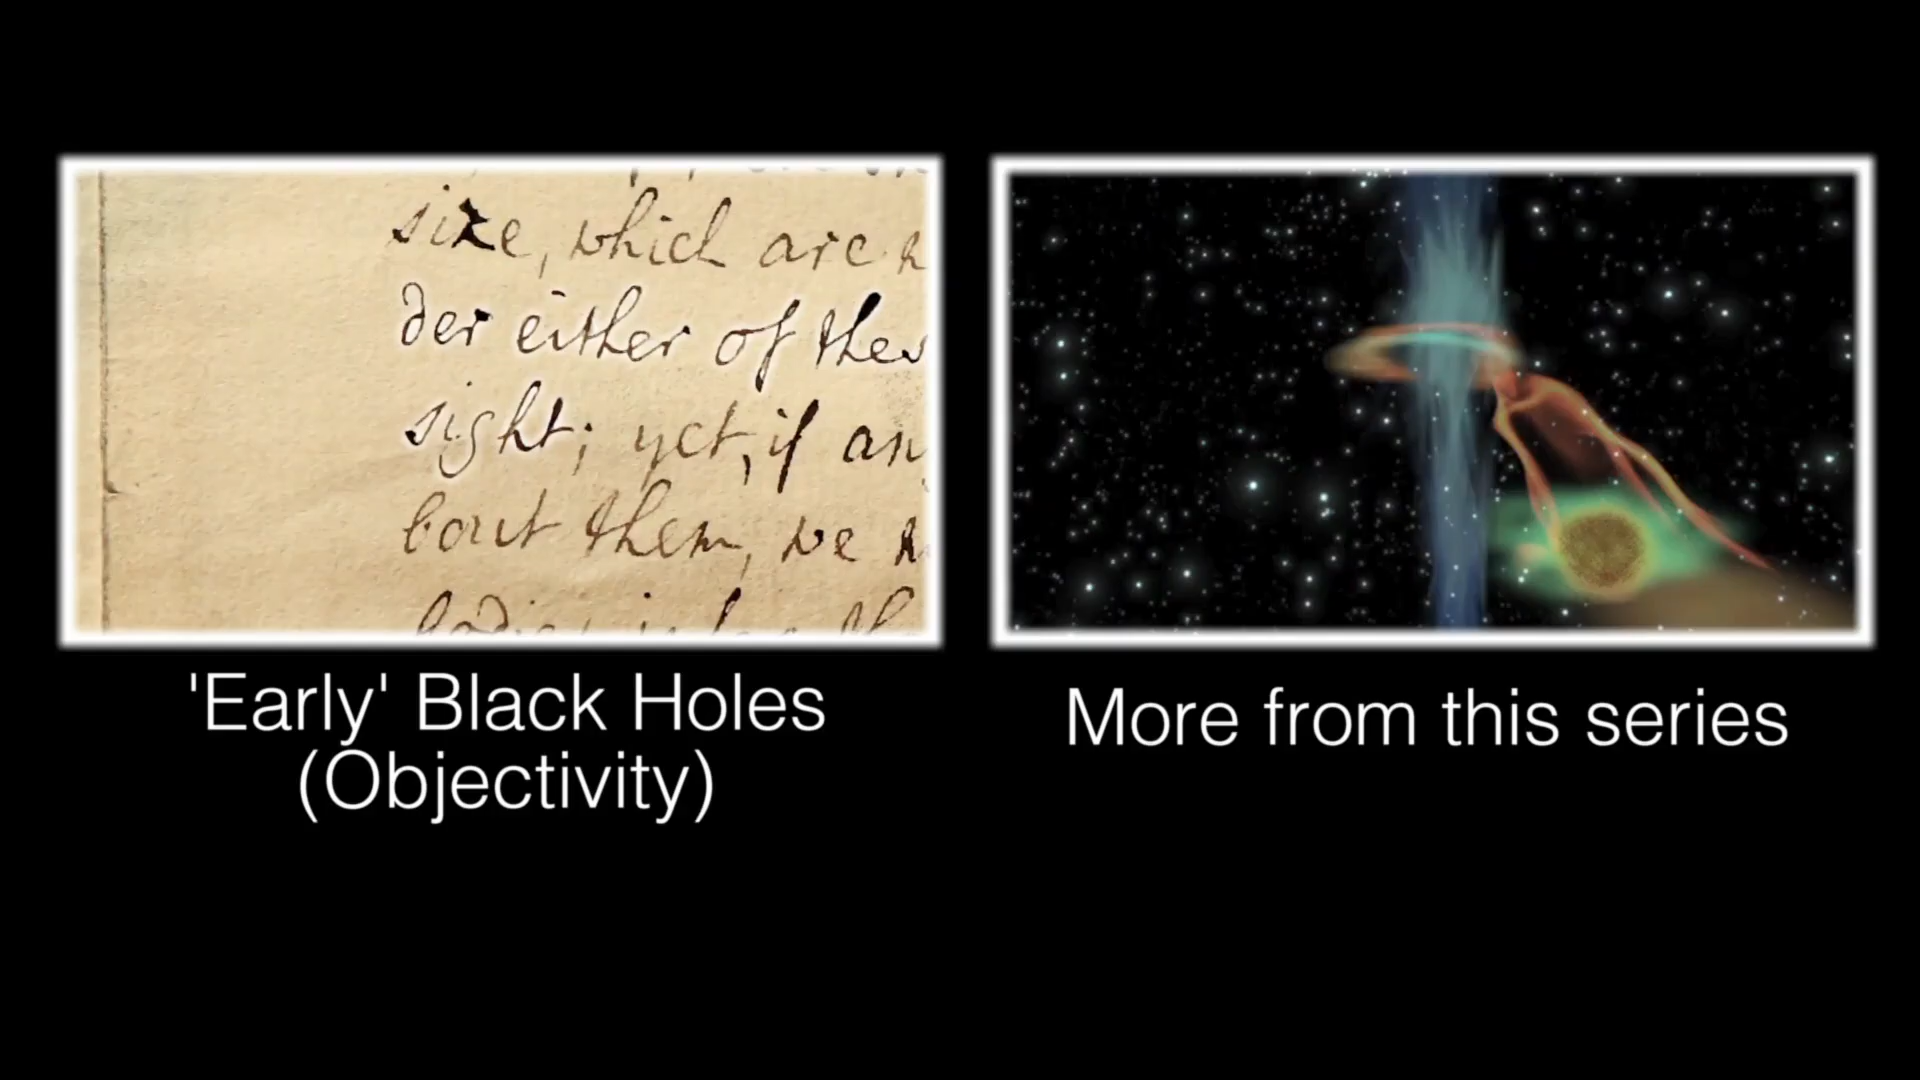 size, which are n
der either of thes
sight; yet, if an
bout them, we
'Early' Black Holes
(Objectivity)
More from this series